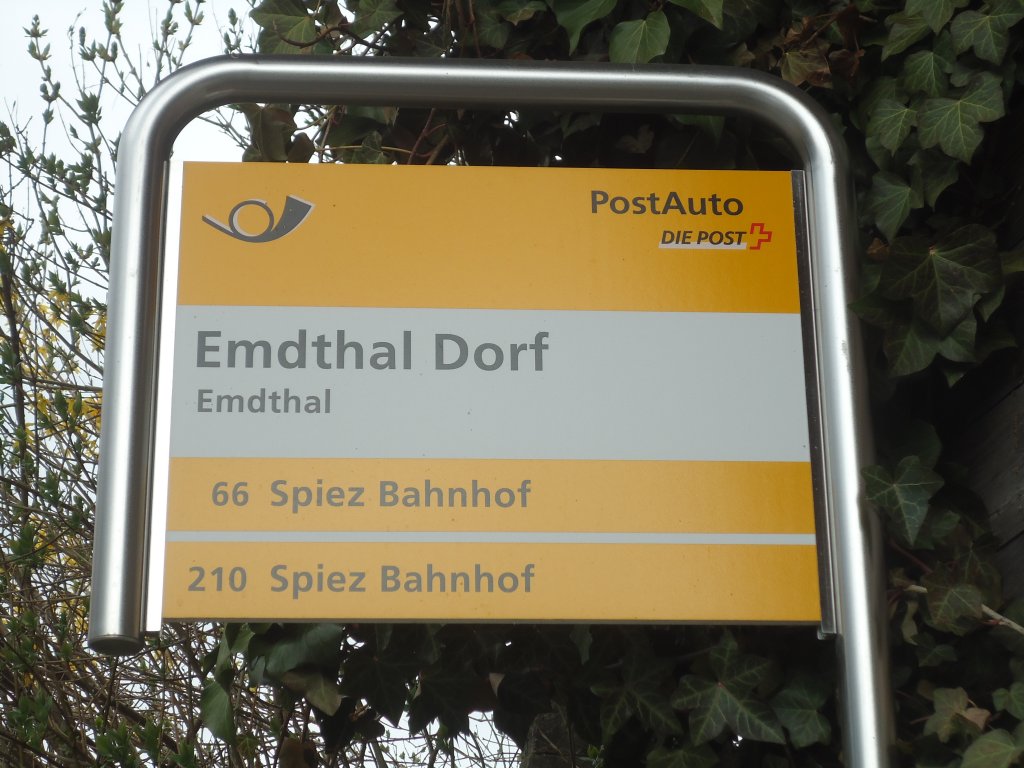 PostAuto
DIE POST
Emdthal Dorf
Emdthal
66 Spiez Bahnhof
210 Spiez Bahnhof